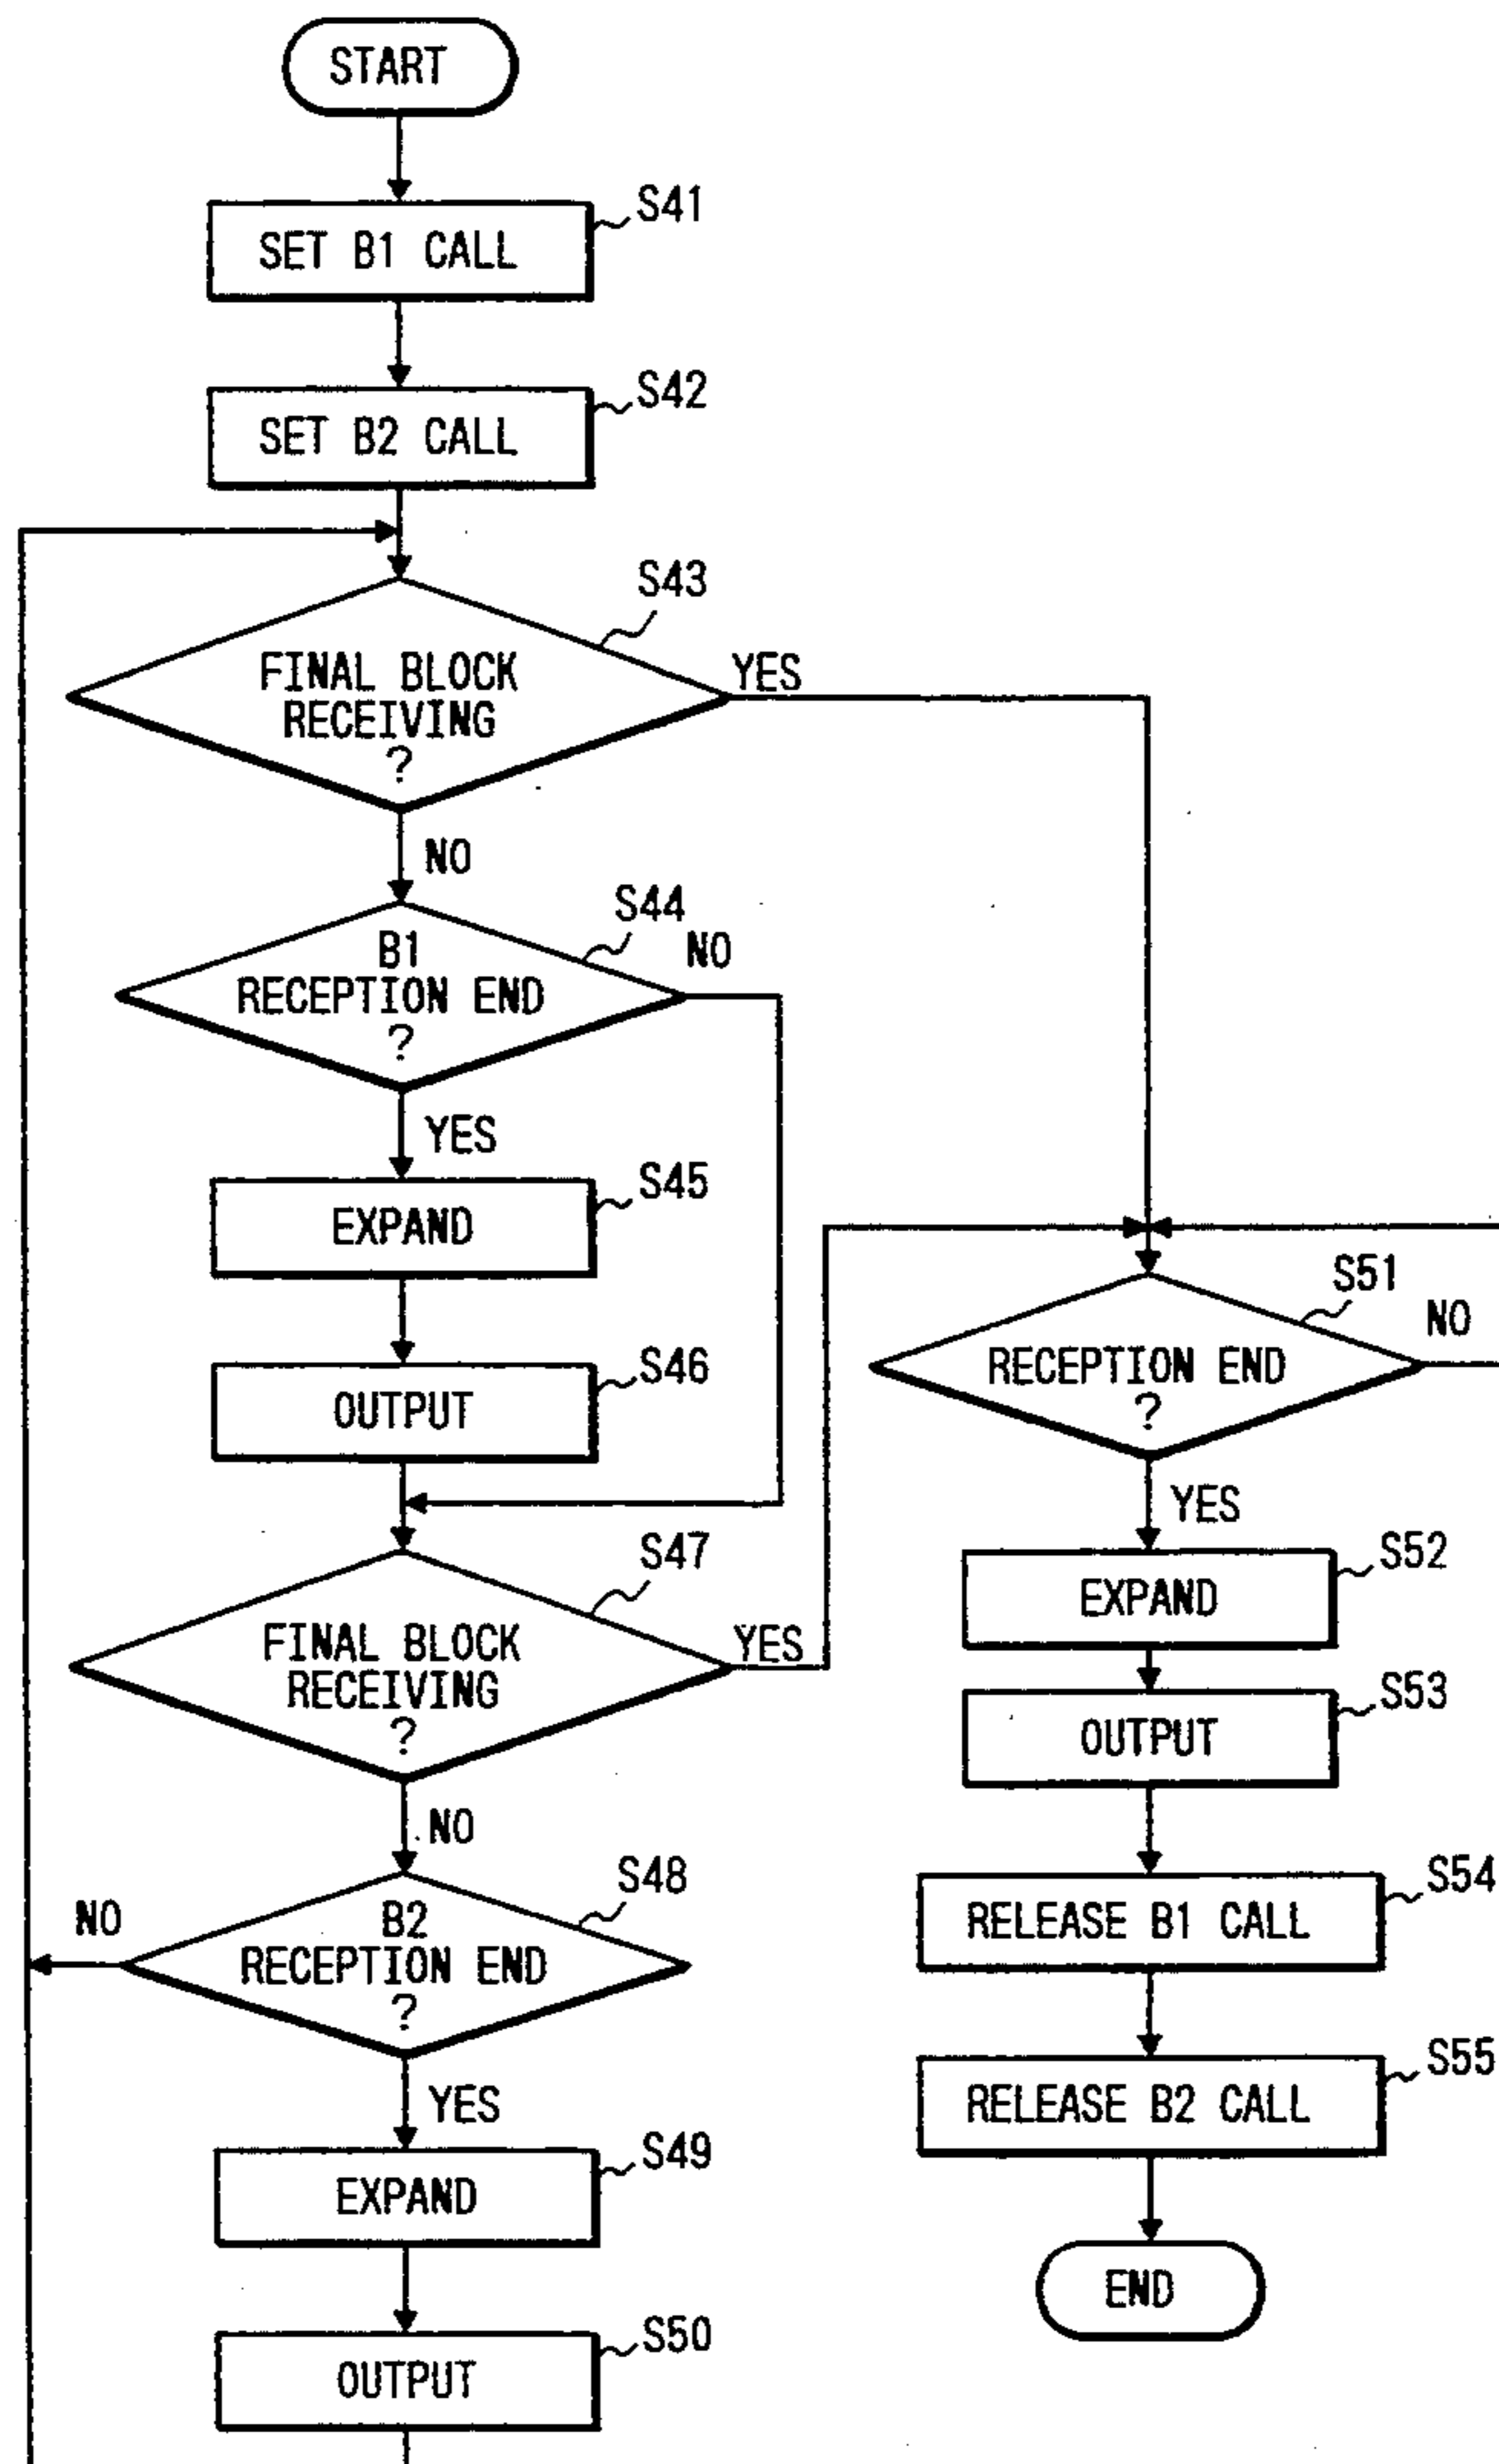 START
S41
SET B1 CALL
S42
SET B2 CALL
S43
FINAL BLOCK
RECEIVING
?
YES
NO
S44
B1
RECEPTION END
?
NO
YES
S45
EXPAND
S46
OUTPUT
S47
FINAL BLOCK
RECEIVING
?
YES
NO
S48
B2
RECEPTION END
?
NO
YES
S49
EXPAND
S50
OUTPUT
S51
RECEPTION END
?
NO
YES
S52
EXPAND
S53
OUTPUT
S54
RELEASE B1 CALL
S55
RELEASE B2 CALL
END